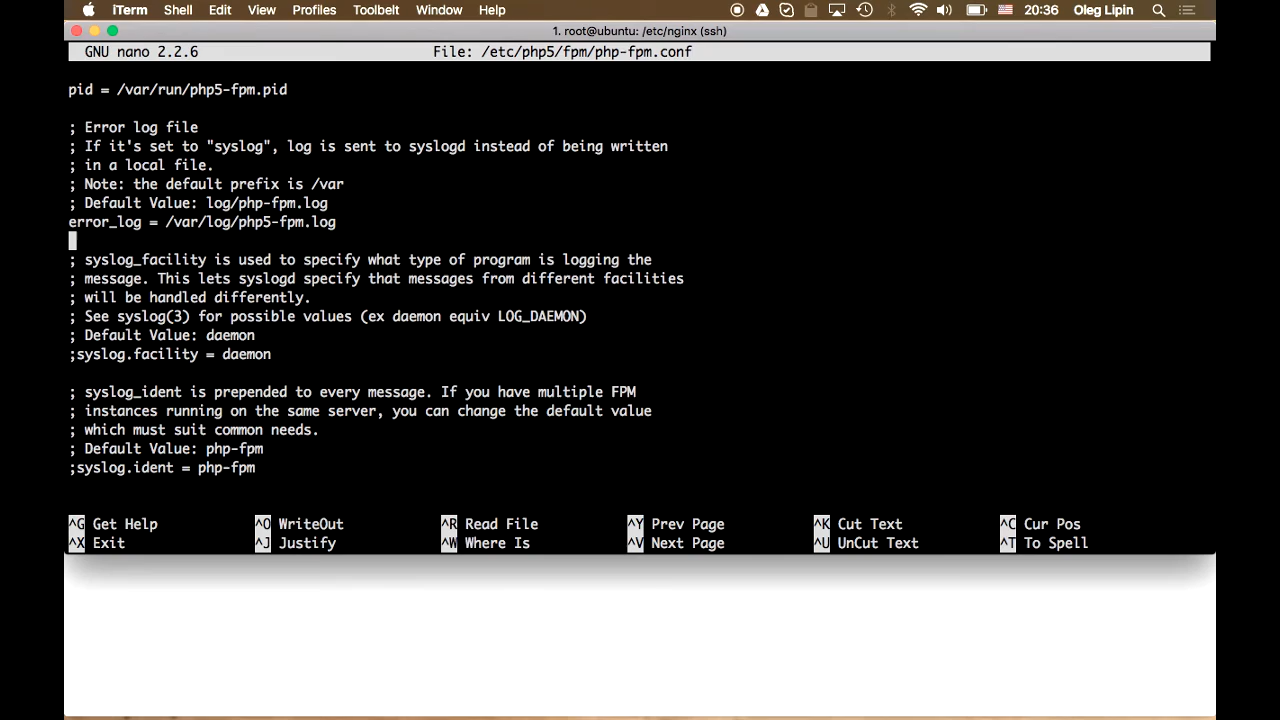 iTerm Shell Edit View Profiles Toolbelt Window Help 20:36 Oleg Lipin
1. root@ubuntu: /etc/nginx (ssh)
GNU nano 2.2.6 File: /etc/php5/fpm/php-fpm.conf
pid = /var/run/php5-fpm.pid
; Error log file
; If it's set to "syslog", log is sent to syslogd instead of being written
; in a local file.
; Note: the default prefix is /var
; Default Value: log/php-fpm.log
error_log = /var/log/php5-fpm.log
; syslog_facility is used to specify what type of program is logging the
; message. This lets syslogd specify that messages from different facilities
; will be handled differently.
; See syslog(3) for possible values (ex daemon equiv LOG_DAEMON)
; Default Value: daemon
;syslog.facility = daemon
; syslog_ident is prepended to every message. If you have multiple FPM
; instances running on the same server, you can change the default value
; which must suit common needs.
; Default Value: php-fpm
;syslog.ident = php-fpm
^G Get Help ^O WriteOut ^R Read File ^Y Prev Page ^K Cut Text ^C Cur Pos
^X Exit ^J Justify ^W Where Is ^V Next Page ^U UnCut Text ^T To Spell